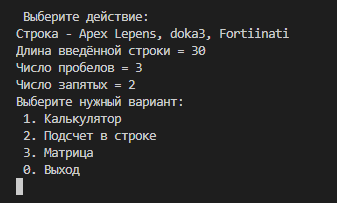 Выберите действие:
Строка - Apex Lepens, doka3, Fortiinati
Длина введённой строки = 30
Число пробелов = 3
Число запятых = 2
Выберите нужный вариант:
1. Калькулятор
2. Подсчет в строке
3. Матрица
0. Выход